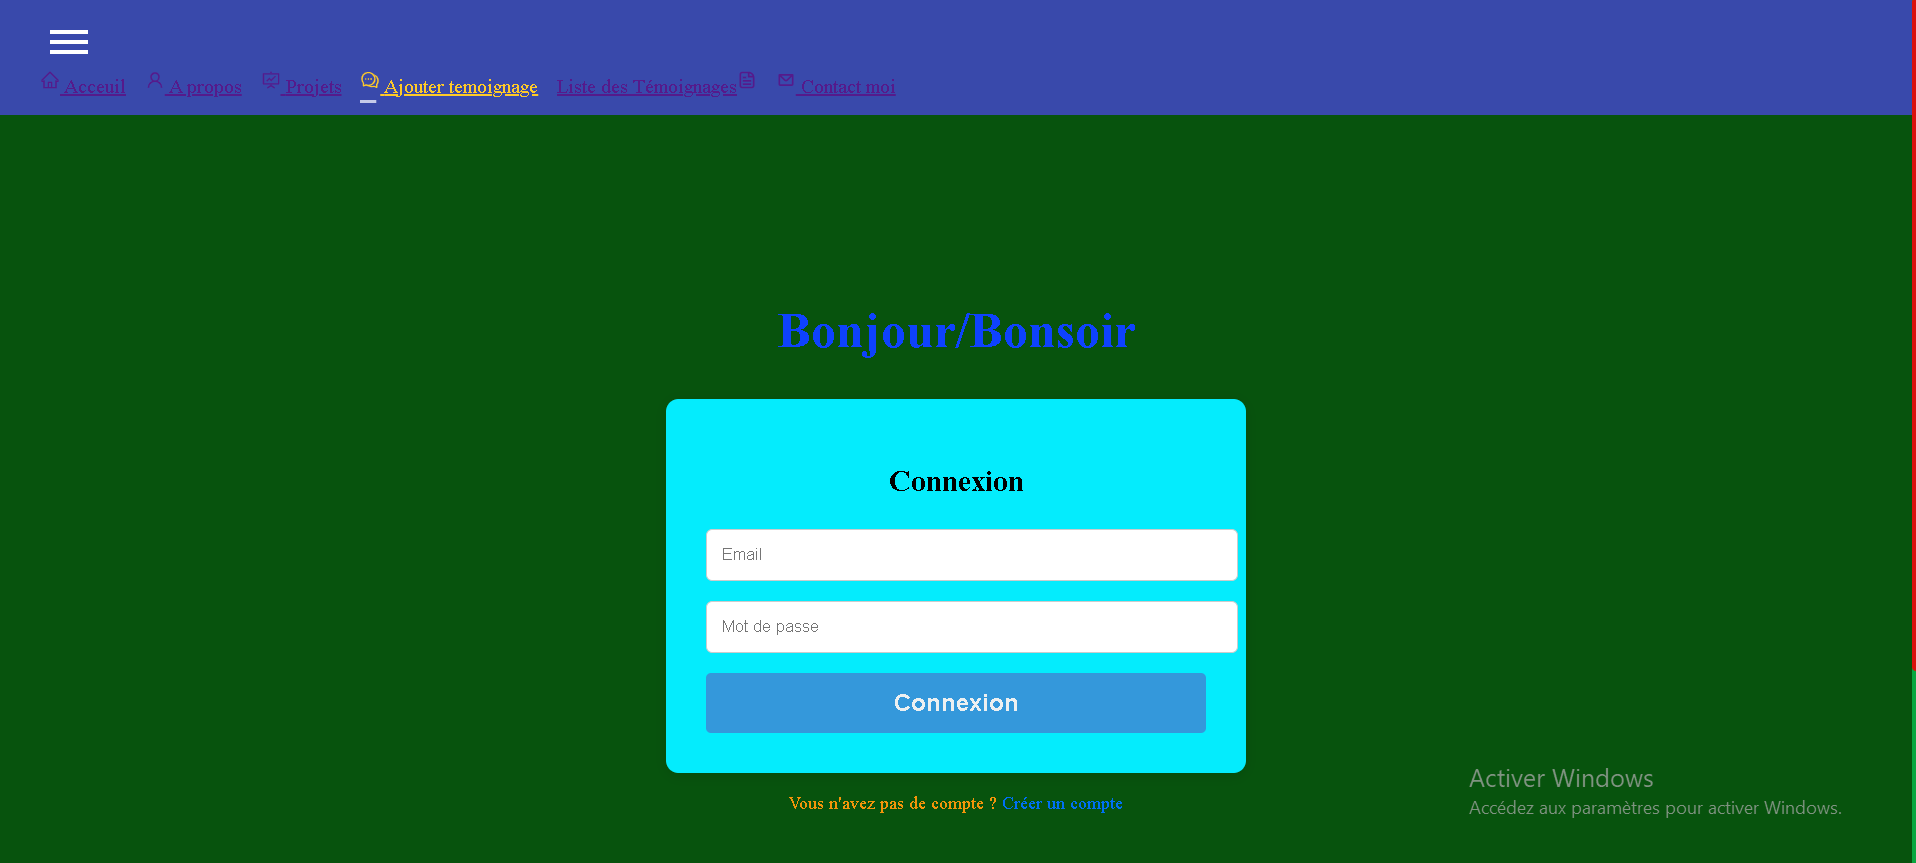 Acceuil A propos Projets Ajouter temoignage Liste des Témoignages Contact moi
Bonjour/Bonsoir
Connexion
Email
Mot de passe
Connexion
Vous n'avez pas de compte ? Créer un compte
Activer Windows
Accédez aux paramètres pour activer Windows.